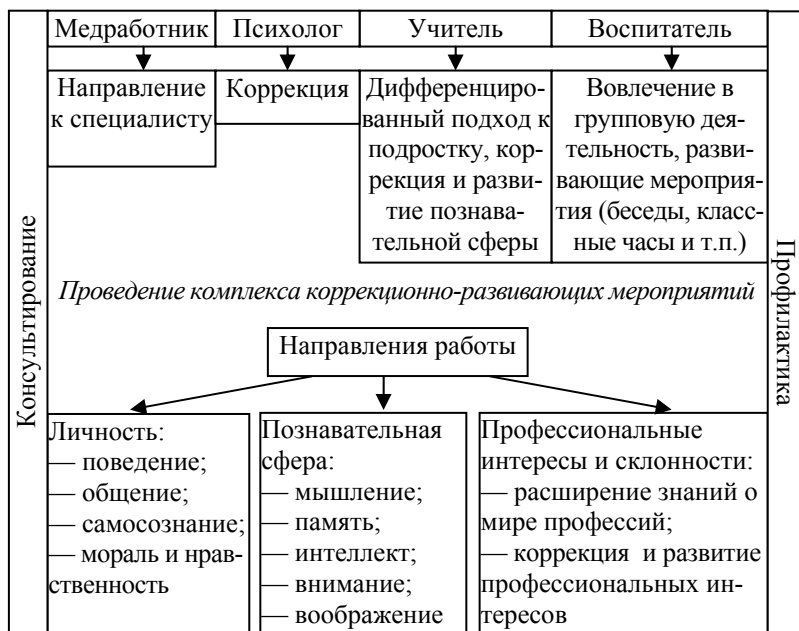 Консультирование
Медработник
Психолог
Учитель
Воспитатель
Направление
к специалисту
Коррекция
Дифференциро-
ванный подход к
подростку, кор-
рекция и разви-
тие познава-
тельной сферы
Вовлечение в
групповую дея-
тельность, разви-
вающие мероприя-
тия (беседы, класс-
ные часы и т.п.)
Профилактика
Проведение комплекса коррекционно-развивающих мероприятий
Направления работы
Личность:
— поведение;
— общение;
— самосознание;
— мораль и нрав-
ственность
Познавательная
сфера:
— мышление;
— память;
— интеллект;
— внимание;
— воображение
Профессиональные
интересы и склонности:
— расширение знаний о
мире профессий;
— коррекция и развитие
профессиональных ин-
тересов